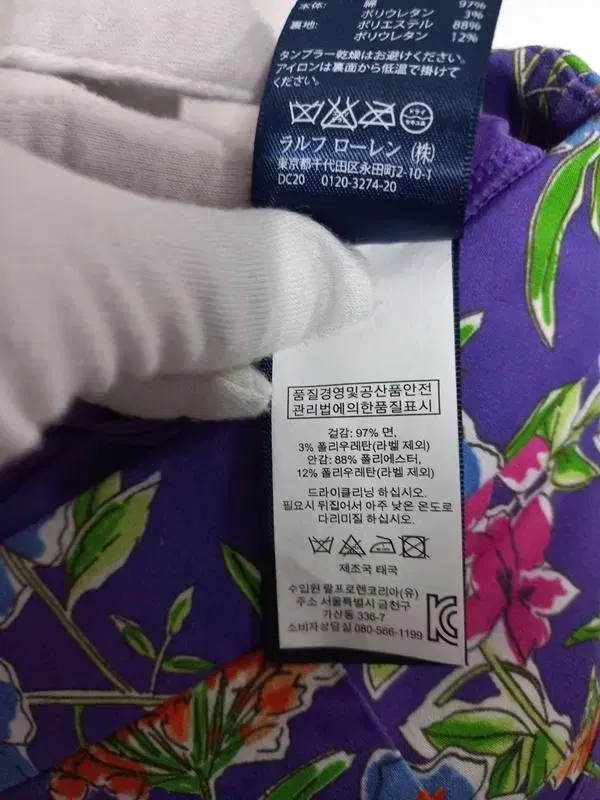 本体: 綿 97%
ポリウレタン 3%
裏地: ポリエステル 88%
ポリウレタン 12%
タンブラー乾燥はお避けください。
アイロンは裏面から低温で掛けて
ください。
ドライ
セキユ系
ラルフ ローレン (株)
東京都千代田区永田町2-10-1
DC20 0120-3274-20
품질경영및공산품안전
관리법에의한품질표시
겉감: 97% 면,
3% 폴리우레탄(라벨 제외)
안감: 88% 폴리에스터,
12% 폴리우레탄(라벨 제외)
드라이클리닝 하십시오.
필요시 뒤집어서 아주 낮은 온도로
다리미질 하십시오.
제조국 태국
수입원 랄프로렌코리아(유)
주소 서울특별시 금천구
가산동 336-7
소비자상담실 080-566-1199